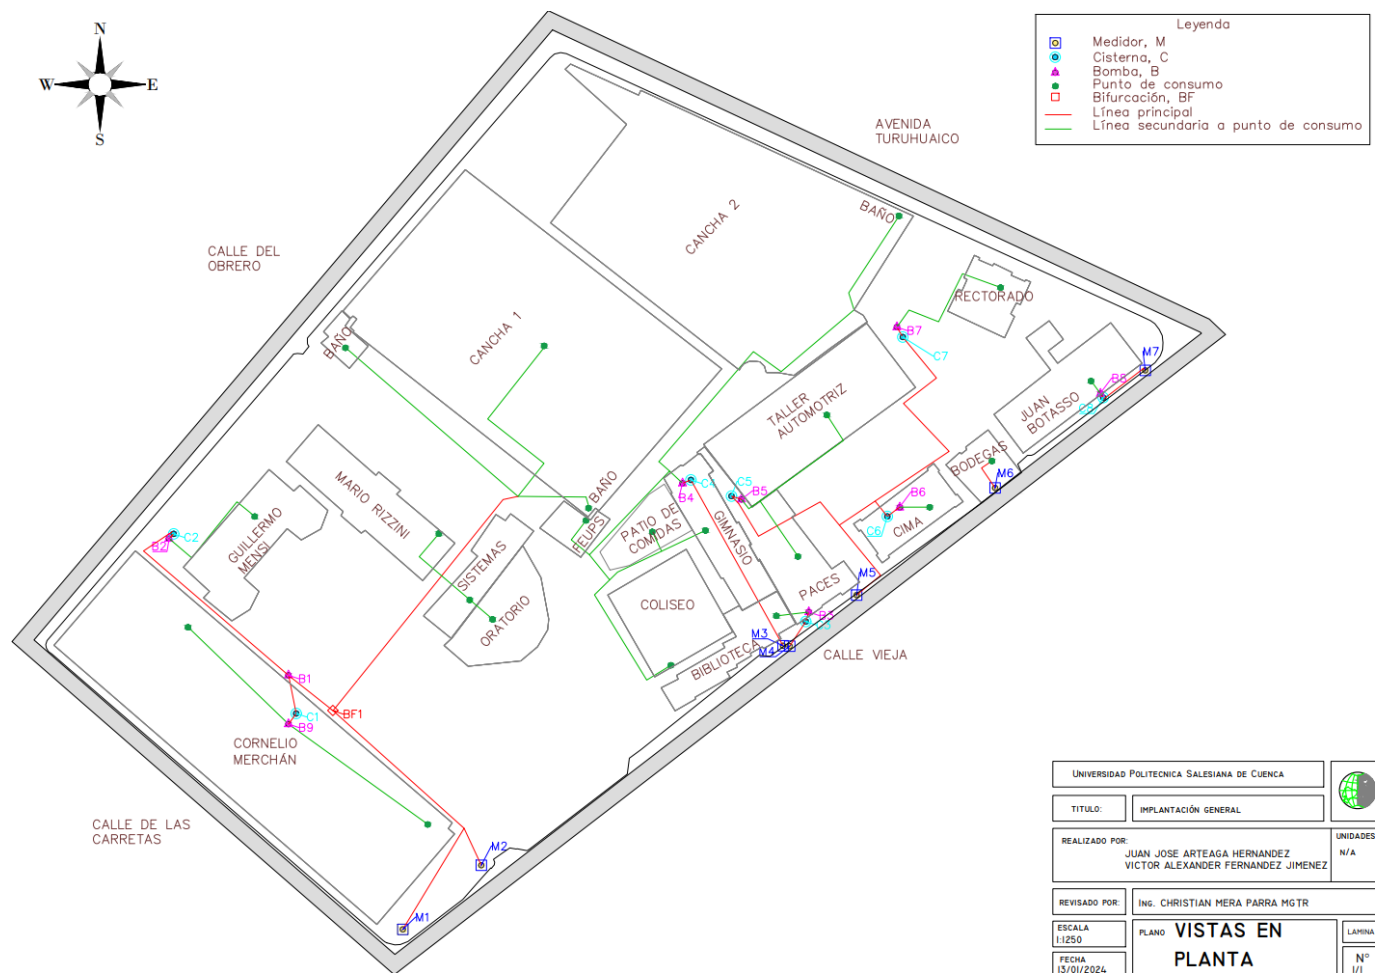 N
W
E
S
Leyenda
Medidor, M
Cisterna, C
Bomba, B
Punto de consumo
Bifurcación, BF
Línea principal
Línea secundaria a punto de consumo
AVENIDA
TURUHUAICO
CALLE DEL
OBRERO
CANCHA 2
BAÑO
RECTORADO
CANCHA 1
BAÑO
B7
C7
M7
B8
C8
JUAN
BOTASSO
TALLER
AUTOMOTRIZ
BODEGAS
M6
MARIO RIZZINI
GUILLERMO
MENSI
B2
C2
BAÑO
FEUPS
PATIO DE
COMIDAS
B4
C4
C5
B5
GIMNASIO
B6
C6
CIMA
SISTEMAS
ORATORIO
COLISEO
PACES
M5
B3
C3
M3
M4
BIBLIOTECA
CALLE VIEJA
B1
C1
BF1
B9
CORNELIO
MERCHÁN
CALLE DE LAS
CARRETAS
M2
M1
UNIVERSIDAD POLITECNICA SALESIANA DE CUENCA
TITULO:
IMPLANTACIÓN GENERAL
REALIZADO POR:
JUAN JOSE ARTEAGA HERNANDEZ
VICTOR ALEXANDER FERNANDEZ JIMENEZ
UNIDADES
N/A
REVISADO POR:
ING. CHRISTIAN MERA PARRA MGTR
ESCALA
1:1250
FECHA
13/01/2024
PLANO VISTAS EN
PLANTA
LAMINA
N°
1/1